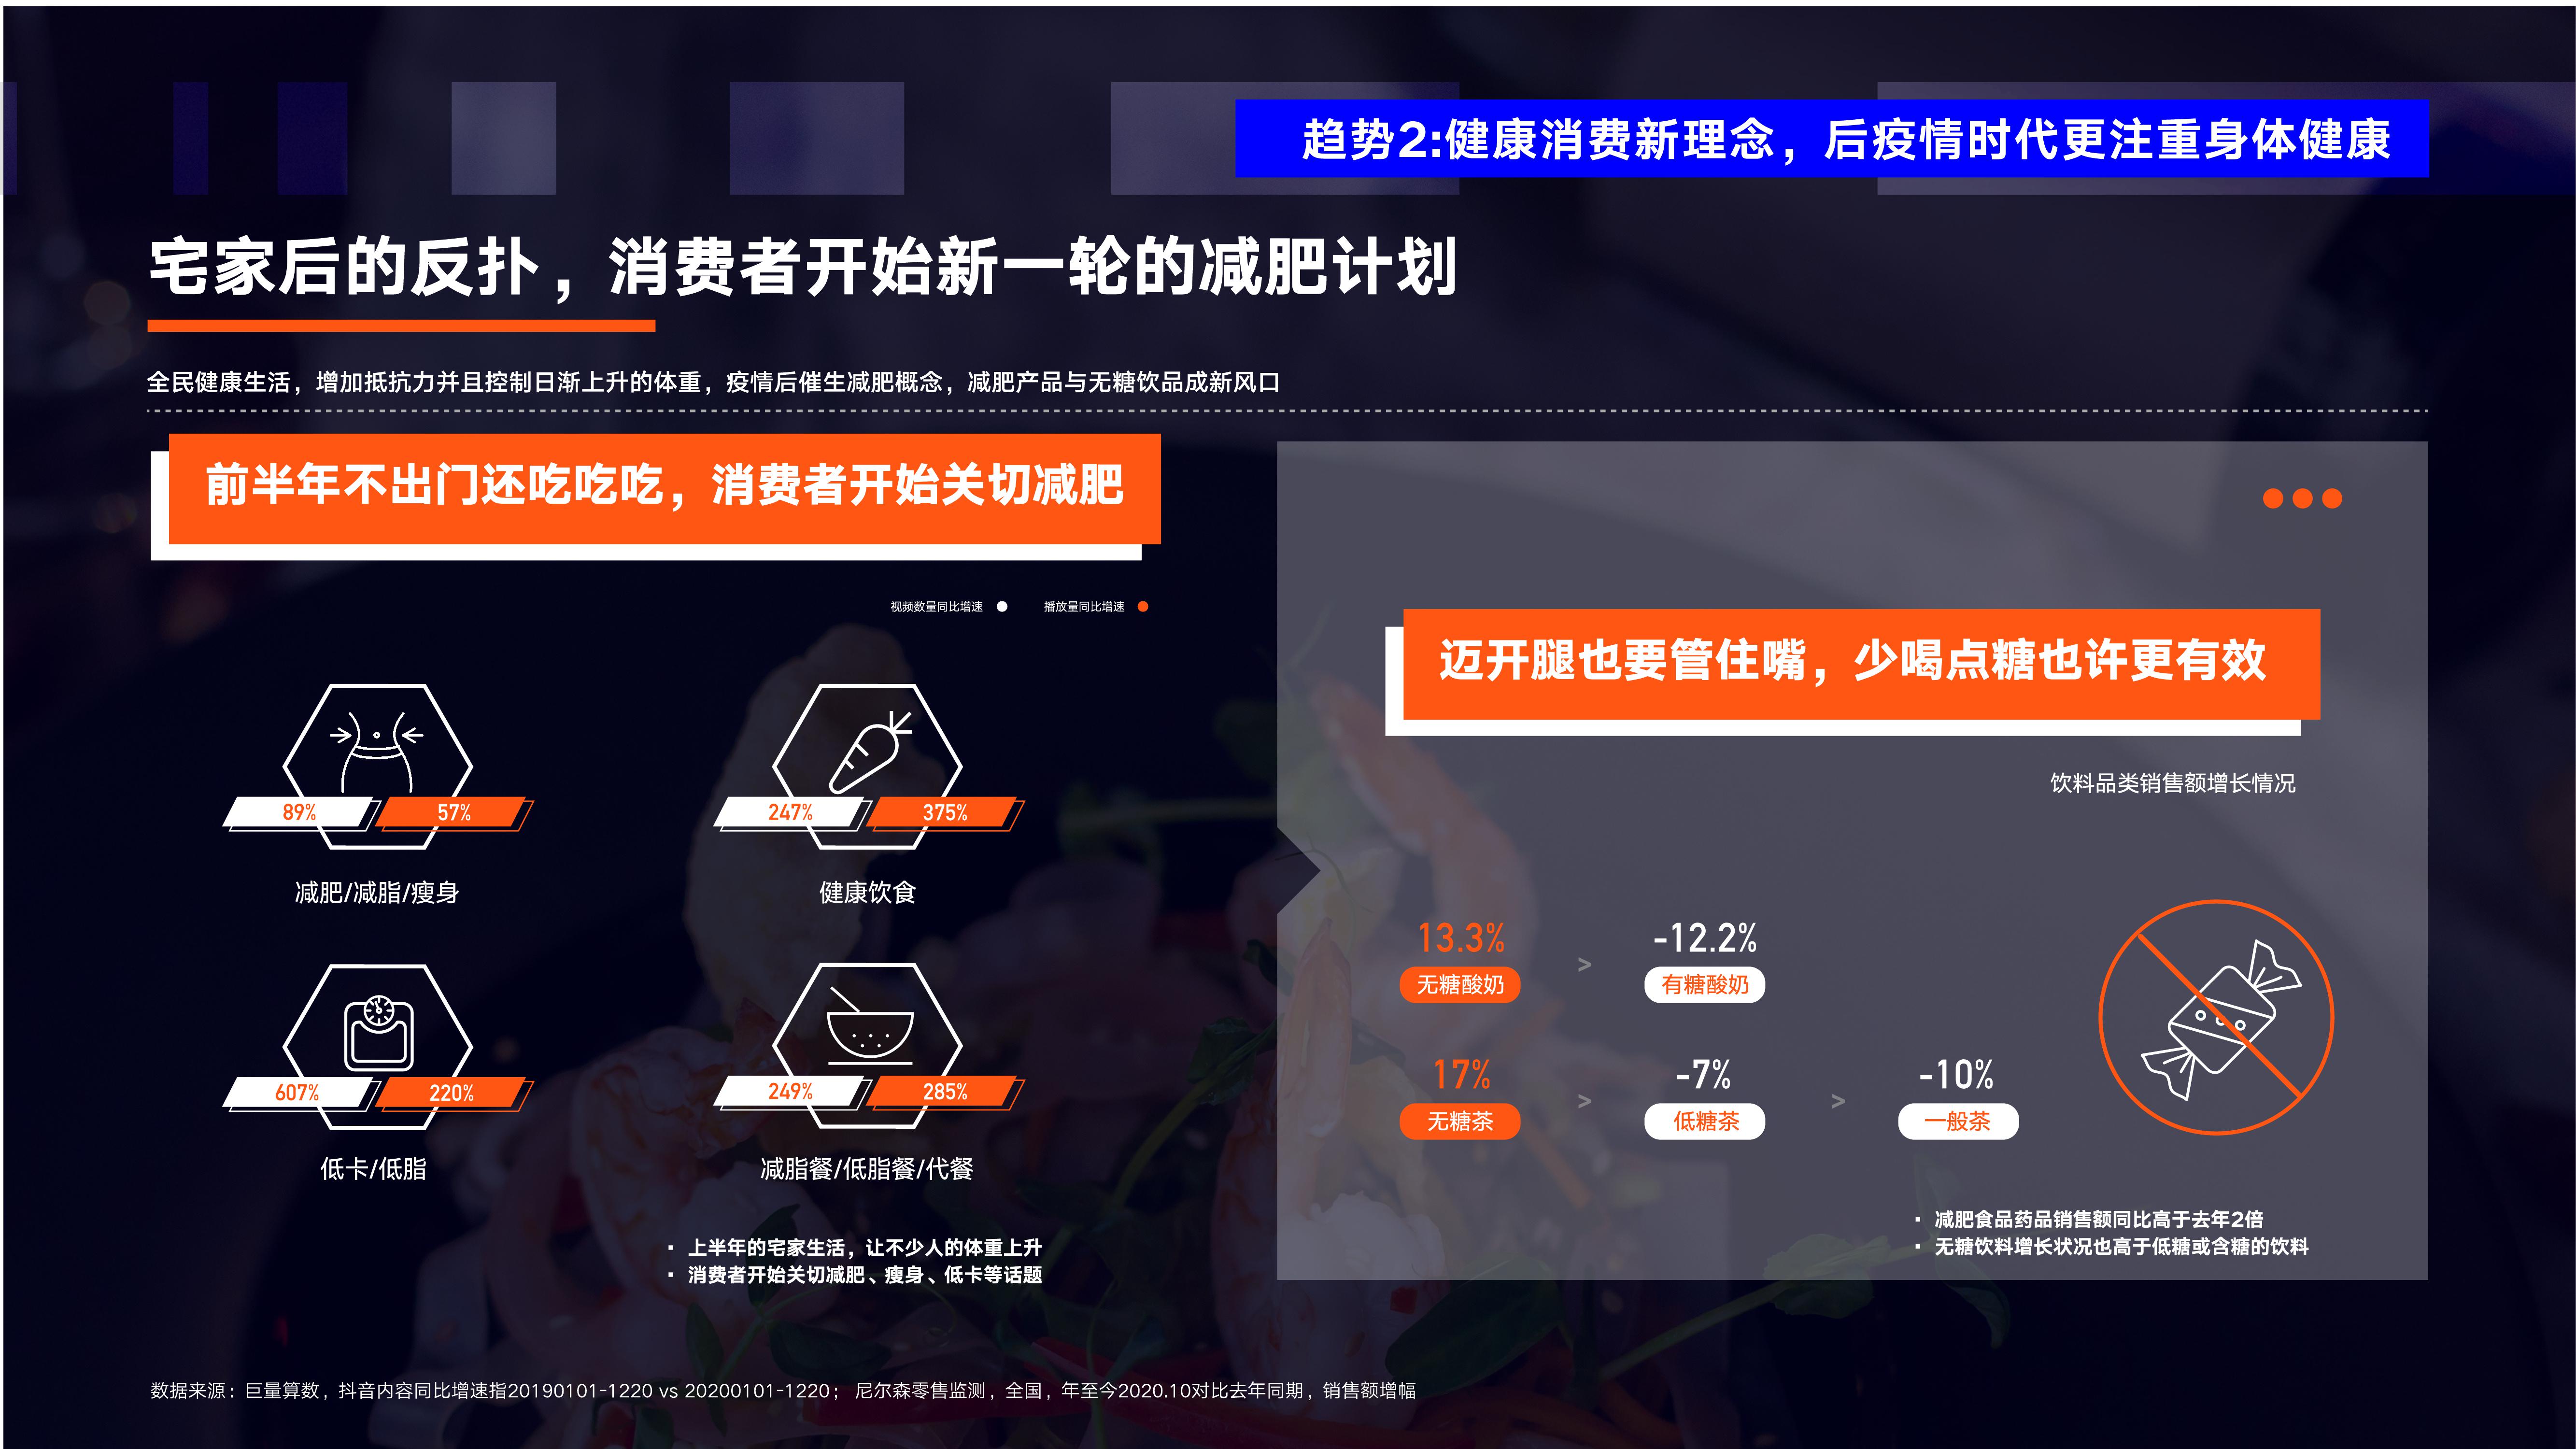 趋势2:健康消费新理念，后疫情时代更注重身体健康
宅家后的反扑，消费者开始新一轮的减肥计划
全民健康生活，增加抵抗力并且控制日渐上升的体重，疫情后催生减肥概念，减肥产品与无糖饮品成新风口
前半年不出门还吃吃吃，消费者开始关切减肥
视频数量同比增速
播放量同比增速
89%
57%
减肥/减脂/瘦身
247%
375%
健康饮食
607%
220%
低卡/低脂
249%
285%
减脂餐/低脂餐/代餐
▪ 上半年的宅家生活，让不少人的体重上升
▪ 消费者开始关切减肥、瘦身、低卡等话题
迈开腿也要管住嘴，少喝点糖也许更有效
饮料品类销售额增长情况
13.3% > -12.2%
无糖酸奶 有糖酸奶
17% > -7% > -10%
无糖茶 低糖茶 一般茶
▪ 减肥食品药品销售额同比高于去年2倍
▪ 无糖饮料增长状况也高于低糖或含糖的饮料
数据来源：巨量算数，抖音内容同比增速指20190101-1220 vs 20200101-1220； 尼尔森零售监测，全国，年至今2020.10对比去年同期，销售额增幅